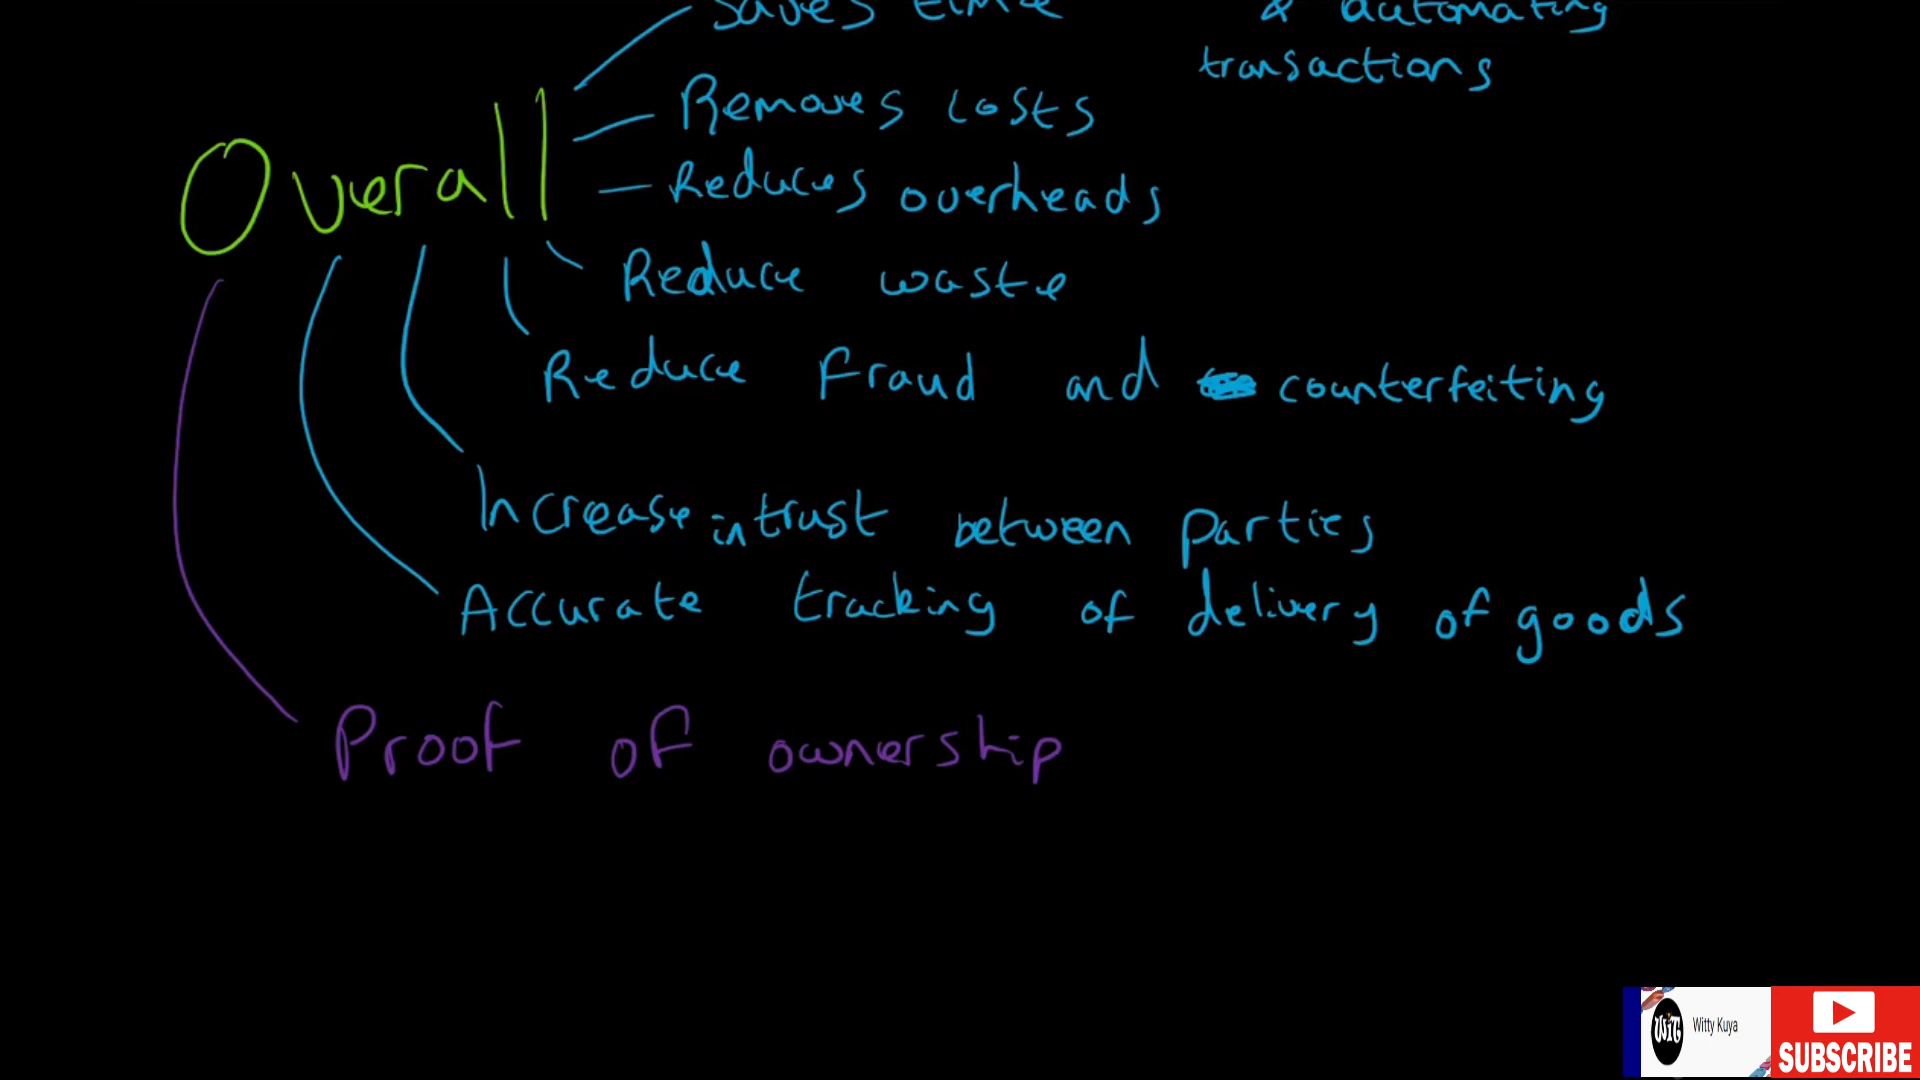 Saves time
& automating
transactions
Overall
Removes costs
Reduces overheads
Reduce waste
Reduce fraud and counterfeiting
Increase in trust between parties
Accurate tracking of delivery of goods
Proof of ownership
WiT
Witty Kuya
SUBSCRIBE